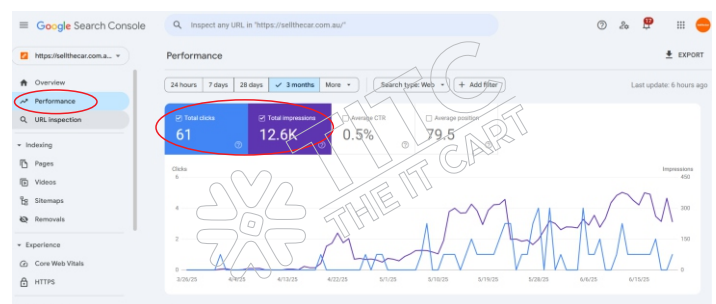 Google Search Console
Inspect any URL in "https://sellthecar.com.au/"
https://sellthecar.com.a...
Performance
EXPORT
Overview
Performance
URL inspection
24 hours 7 days 28 days 3 months More
Search type: Web
+ Add filter
Last update: 6 hours ago
Total clicks
61
Total impressions
12.6K
Average CTR
0.5%
Average position
79.5
Indexing
Pages
Videos
Sitemaps
Removals
Experience
Core Web Vitals
HTTPS
Clicks
Impressions
6
450
4
300
2
150
0
0
3/26/25 4/4/25 4/13/25 4/22/25 5/1/25 5/10/25 5/19/25 5/28/25 6/6/25 6/15/25
TITC
THE IT CART